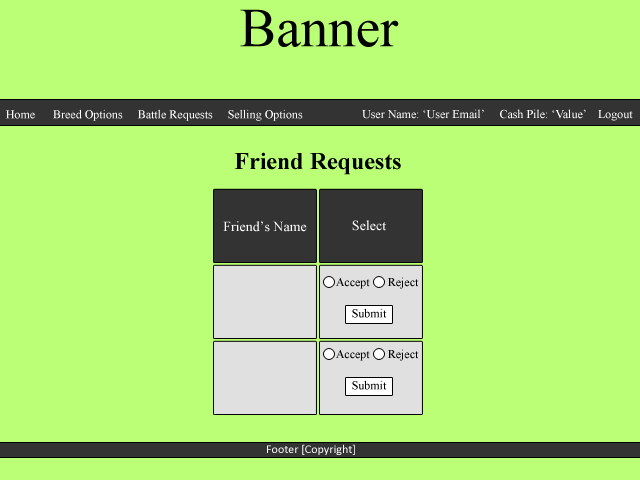 Banner
Home Breed Options Battle Requests Selling Options User Name: ‘User Email’ Cash Pile: ‘Value’ Logout
Friend Requests
Friend’s Name Select
Accept Reject
Submit
Accept Reject
Submit
Footer [Copyright]